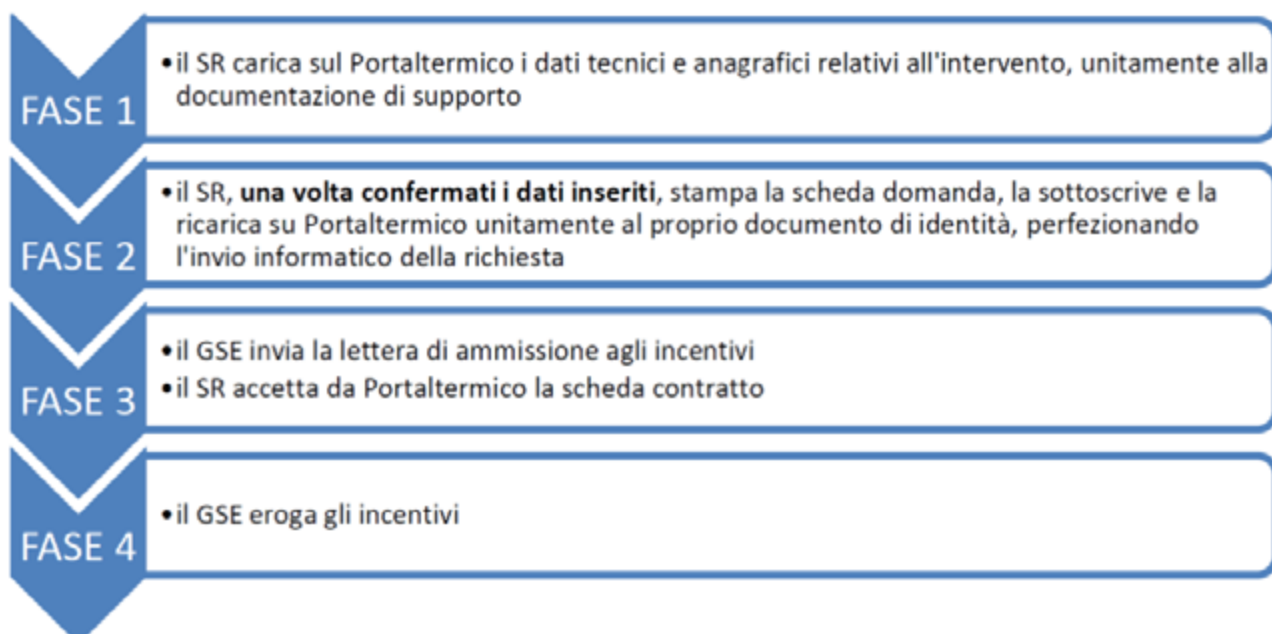 FASE 1
•il SR carica sul Portaltermico i dati tecnici e anagrafici relativi all'intervento, unitamente alla
documentazione di supporto
FASE 2
•il SR, una volta confermati i dati inseriti, stampa la scheda domanda, la sottoscrive e la
ricarica su Portaltermico unitamente al proprio documento di identità, perfezionando
l'invio informatico della richiesta
FASE 3
•il GSE invia la lettera di ammissione agli incentivi
•il SR accetta da Portaltermico la scheda contratto
FASE 4
•il GSE eroga gli incentivi